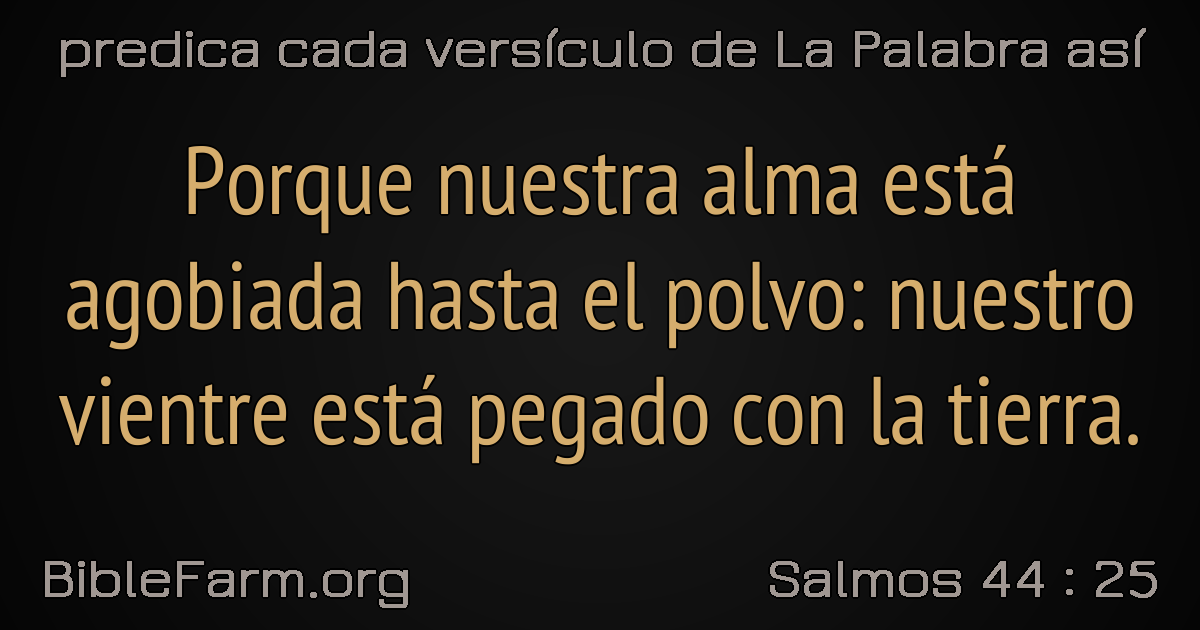 predica cada versículo de La Palabra así
Porque nuestra alma está
agobiada hasta el polvo: nuestro
vientre está pegado con la tierra.
BibleFarm.org
Salmos 44 : 25